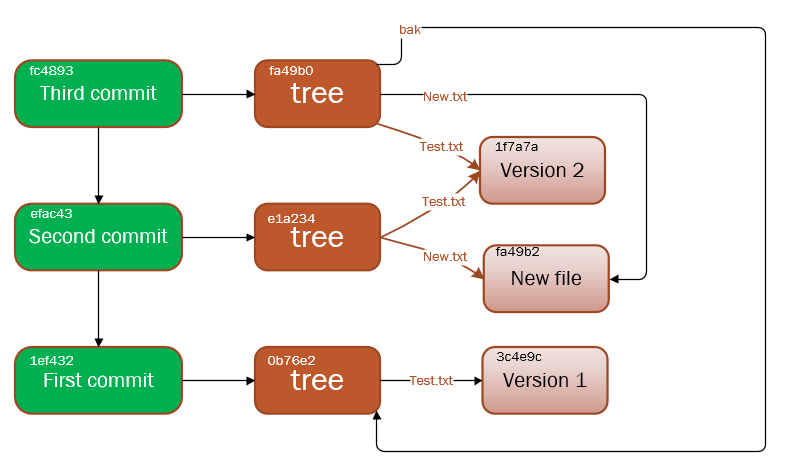 bak
fc4893
Third commit
fa49b0
tree
New.txt
Test.txt
1f7a7a
Version 2
Test.txt
efac43
Second commit
e1a234
tree
New.txt
fa49b2
New file
1ef432
First commit
0b76e2
tree
Test.txt
3c4e9c
Version 1